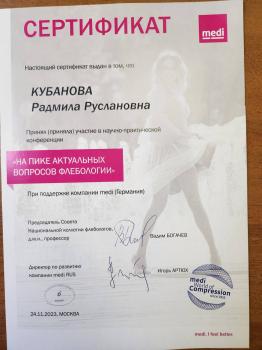 СЕРТИФИКАТ
medi
Настоящий сертификат выдан в том, что
КУБАНОВА
Радмила Руслановна
Принял (приняла) участие в научно-практической
конференции
«НА ПИКЕ АКТУАЛЬНЫХ
ВОПРОСОВ ФЛЕБОЛОГИИ»
При поддержке компании medi (Германия)
Председатель Совета
Национальной коллегии флебологов,
д.м.н., профессор
Вадим БОГАЧЕВ
Директор по развитию
компании medi RUS
Игорь АРТЮХ
medi
World of
Compression
24.11.2023, МОСКВА
medi. I feel better.